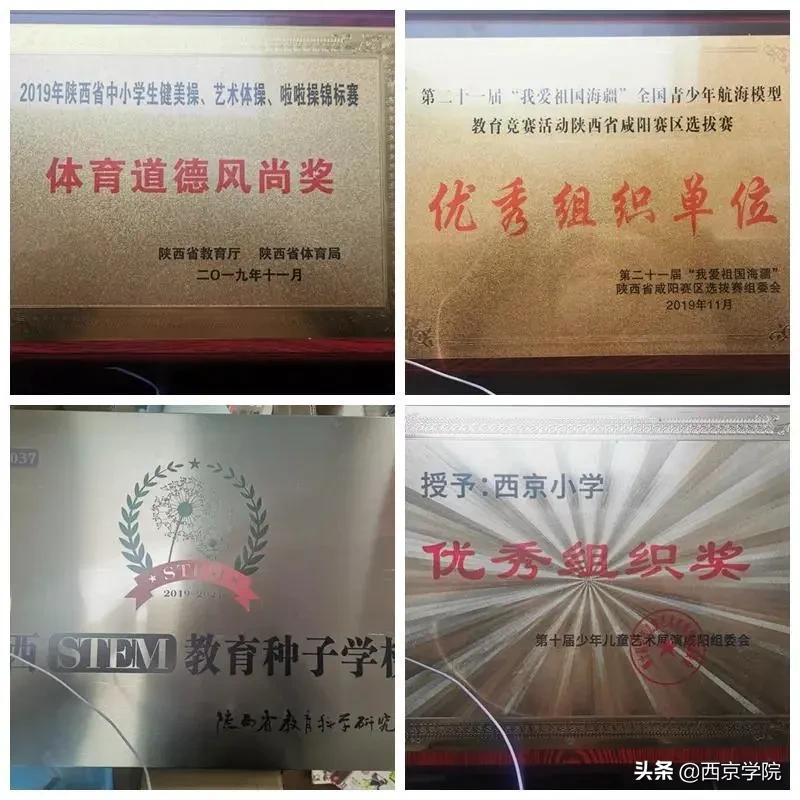 2019年陕西省中小学生健美操、艺术体操、啦啦操锦标赛
体育道德风尚奖
陕西省教育厅 陕西省体育局
二〇一九年十一月
第二十一届“我爱祖国海疆”全国青少年航海模型
教育竞赛活动陕西省咸阳赛区选拔赛
优秀组织单位
第二十一届“我爱祖国海疆”
陕西省咸阳赛区选拔赛组委会
2019年11月
037
STEM
2019-202
西 STEM 教育种子学校
陕西省教育科学研究
授予:西京小学
优秀组织奖
第十届少年儿童艺术展演咸阳组委会
头条 @西京学院